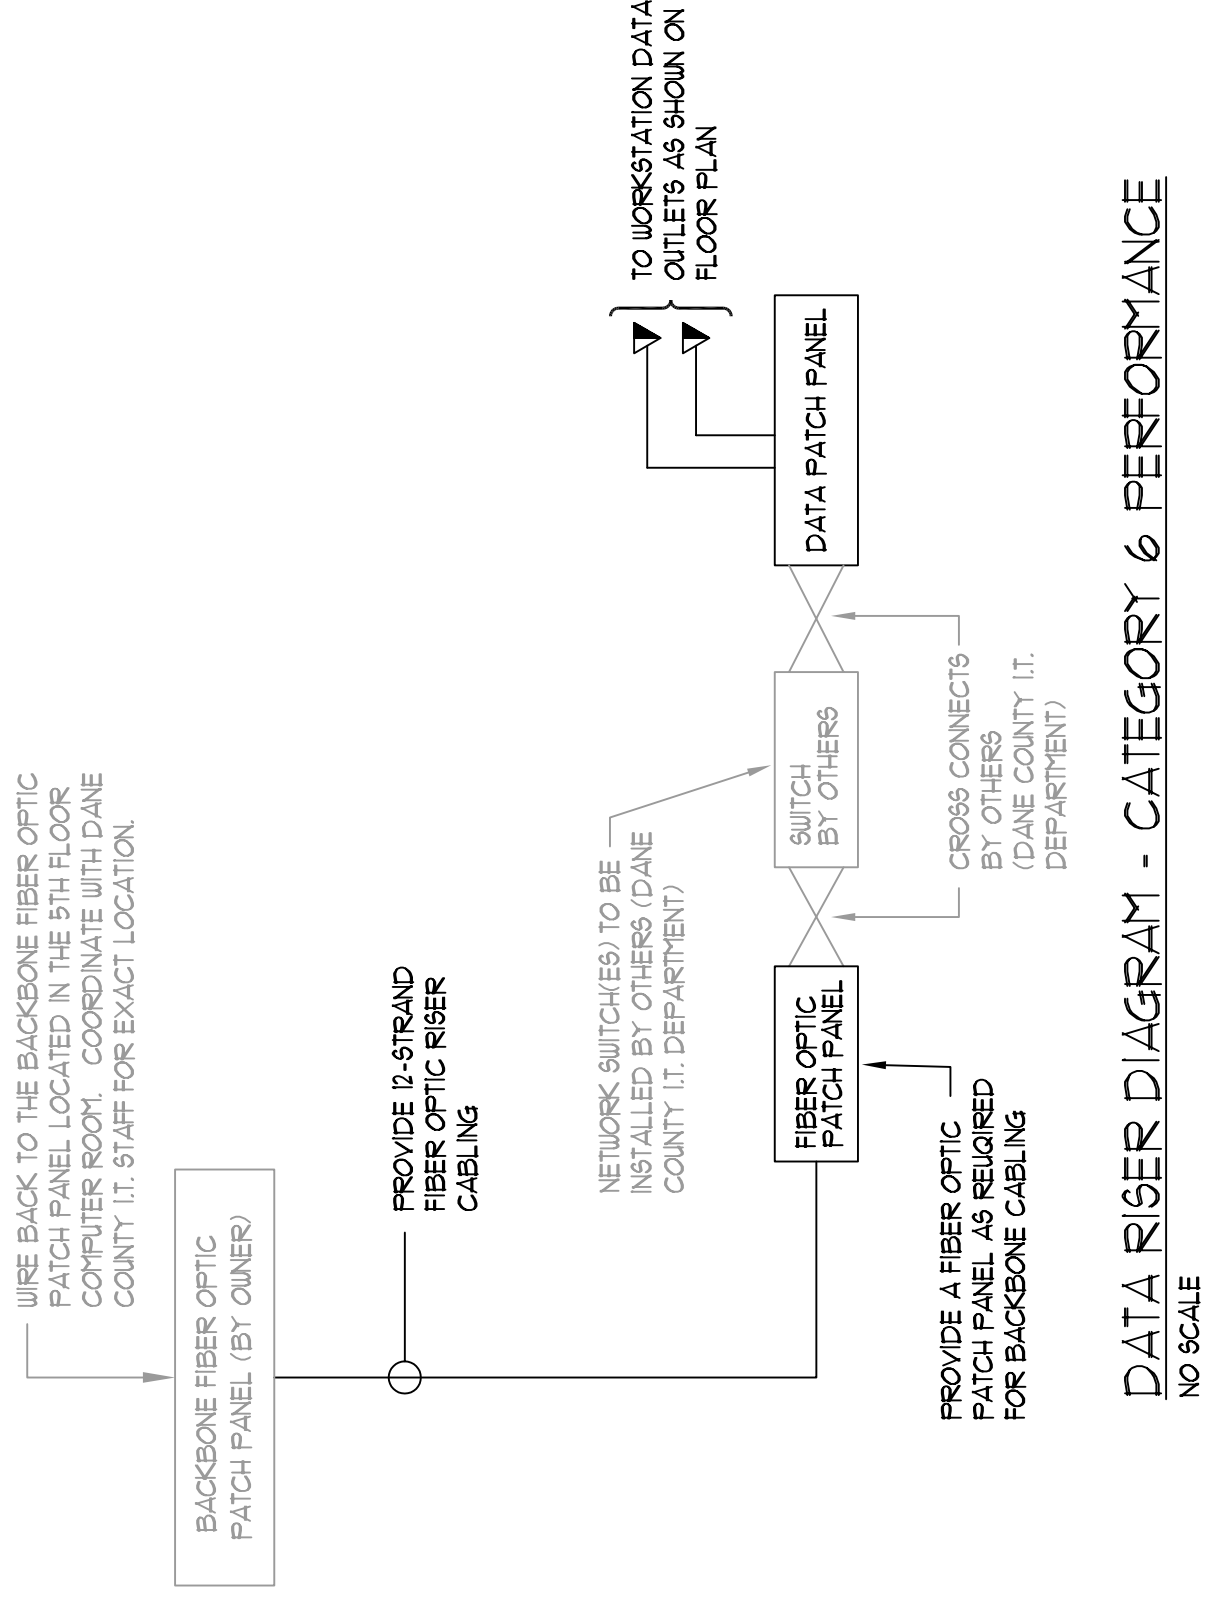 WIRE BACK TO THE BACKBONE FIBER OPTIC
PATCH PANEL LOCATED IN THE 5TH FLOOR
COMPUTER ROOM. COORDINATE WITH DANE
COUNTY I.T. STAFF FOR EXACT LOCATION.
BACKBONE FIBER OPTIC
PATCH PANEL (BY OWNER)
PROVIDE 12-STRAND
FIBER OPTIC RISER
CABLING
NETWORK SWITCH(ES) TO BE
INSTALLED BY OTHERS (DANE
COUNTY I.T. DEPARTMENT)
TO WORKSTATION DATA
OUTLETS AS SHOWN ON
FLOOR PLAN
FIBER OPTIC
PATCH PANEL
SWITCH
BY OTHERS
DATA PATCH PANEL
PROVIDE A FIBER OPTIC
PATCH PANEL AS REUQIRED
FOR BACKBONE CABLING
CROSS CONNECTS
BY OTHERS
(DANE COUNTY I.T.
DEPARTMENT)
DATA RISER DIAGRAM - CATEGORY 6 PERFORMANCE
NO SCALE